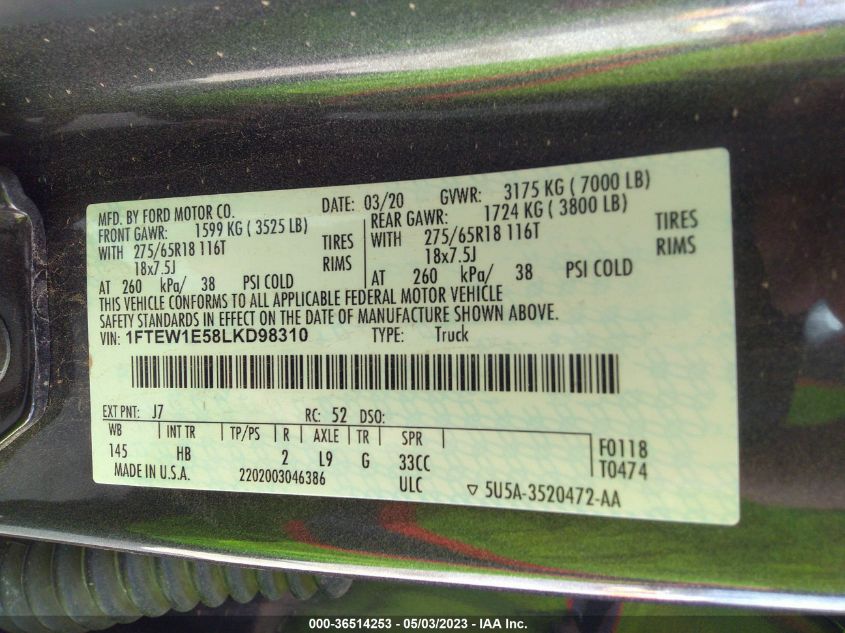 MFD. BY FORD MOTOR CO. DATE: 03/20 GVWR: 3175 KG ( 7000 LB)
FRONT GAWR: 1599 KG ( 3525 LB) REAR GAWR: 1724 KG ( 3800 LB)
WITH 275/65R18 116T TIRES WITH 275/65R18 116T TIRES
18x7.5J RIMS 18x7.5J RIMS
AT 260 kPa/ 38 PSI COLD AT 260 kPa/ 38 PSI COLD
THIS VEHICLE CONFORMS TO ALL APPLICABLE FEDERAL MOTOR VEHICLE
SAFETY STANDARDS IN EFFECT ON THE DATE OF MANUFACTURE SHOWN ABOVE.
VIN: 1FTEW1E58LKD98310 TYPE: Truck
EXT PNT: J7 RC: 52 DSO:
WB INT TR TP/PS R AXLE TR SPR F0118
145 HB 2 L9 G 33CC T0474
MADE IN U.S.A. 2202003046386 ULC ▽ 5U5A-3520472-AA
000-36514253 - 05/03/2023 - IAA Inc.